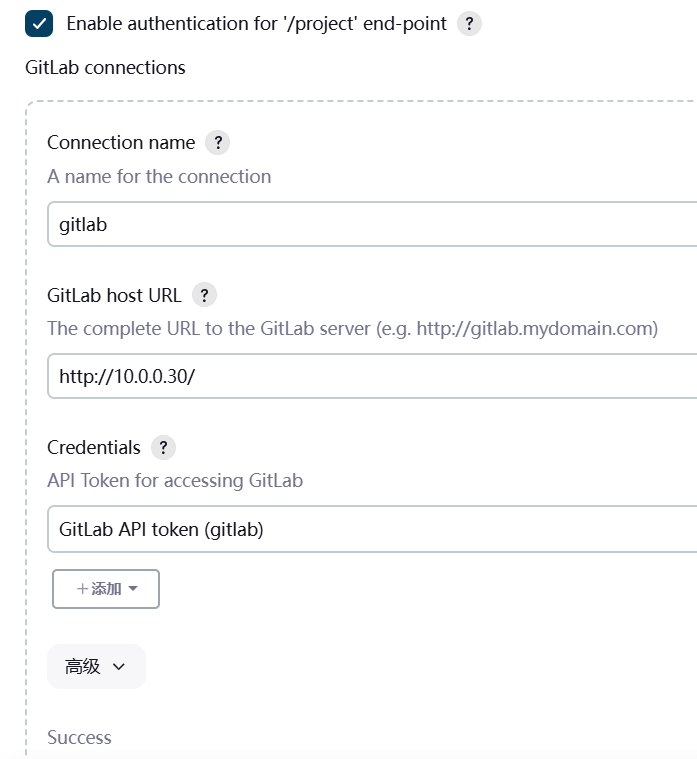 Enable authentication for '/project' end-point ?
GitLab connections
Connection name ?
A name for the connection
gitlab
GitLab host URL ?
The complete URL to the GitLab server (e.g. http://gitlab.mydomain.com)
http://10.0.0.30/
Credentials ?
API Token for accessing GitLab
GitLab API token (gitlab)
+添加
高级
Success